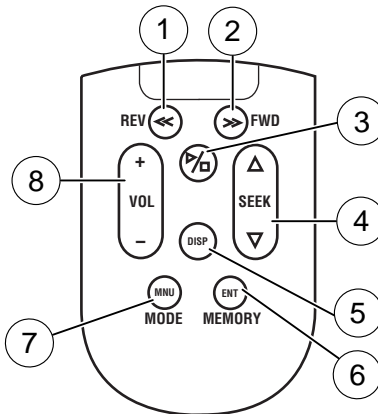 1 2
REV FWD
3
8
+
VOL SEEK
−
4
DISP
5
MNU ENT
MODE MEMORY
7 6